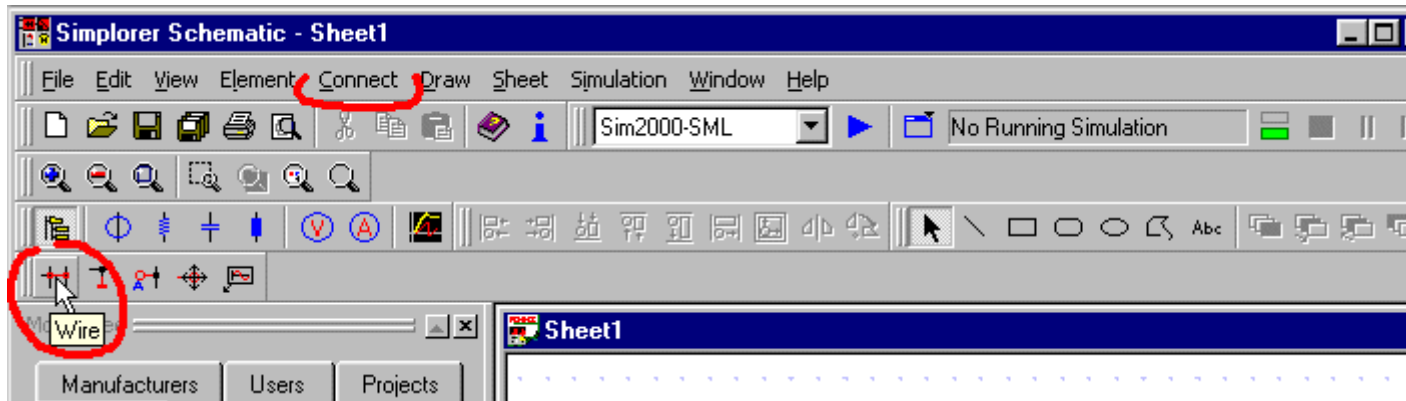 Simplorer Schematic - Sheet1
File Edit View Element Connect Draw Sheet Simulation Window Help
Sim2000-SML No Running Simulation
V A Abc
A
Wire
Sheet1
Manufacturers Users Projects